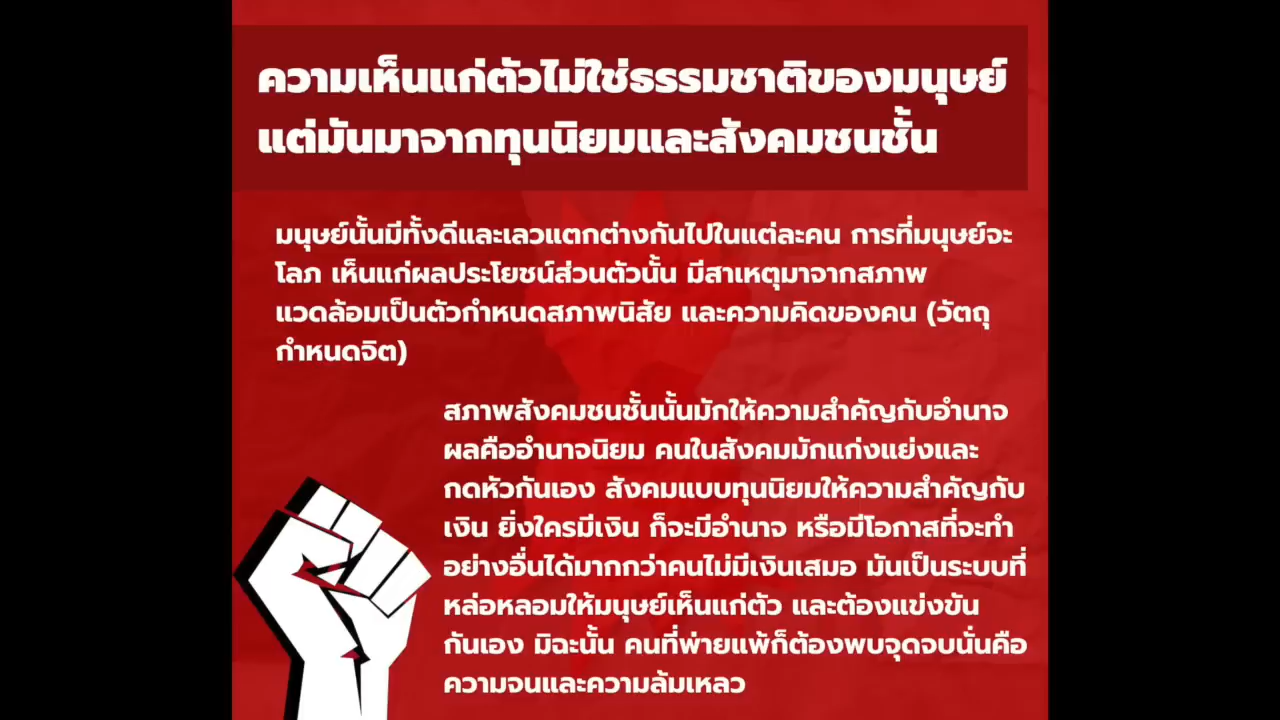 ความเห็นแก่ตัวไม่ใช่ธรรมชาติของมนุษย์
แต่มันมาจากทุนนิยมและสังคมชนชั้น
มนุษย์นั้นมีทั้งดีและเลวแตกต่างกันไปในแต่ละคน การที่มนุษย์จะ
โลภ เห็นแก่ผลประโยชน์ส่วนตัวนั้น มีสาเหตุมาจากสภาพ
แวดล้อมเป็นตัวกำหนดสภาพนิสัย และความคิดของคน (วัตถุ
กำหนดจิต)
สภาพสังคมชนชั้นนั้นมักให้ความสำคัญกับอำนาจ
ผลคืออำนาจนิยม คนในสังคมมักแก่งแย่งและ
กดหัวกันเอง สังคมแบบทุนนิยมให้ความสำคัญกับ
เงิน ยิ่งใครมีเงิน ก็จะมีอำนาจ หรือมีโอกาสที่จะทำ
อย่างอื่นได้มากกว่าคนไม่มีเงินเสมอ มันเป็นระบบที่
หล่อหลอมให้มนุษย์เห็นแก่ตัว และต้องแข่งขัน
กันเอง มิฉะนั้น คนที่พ่ายแพ้ก็ต้องพบจุดจบนั่นคือ
ความจนและความล้มเหลว